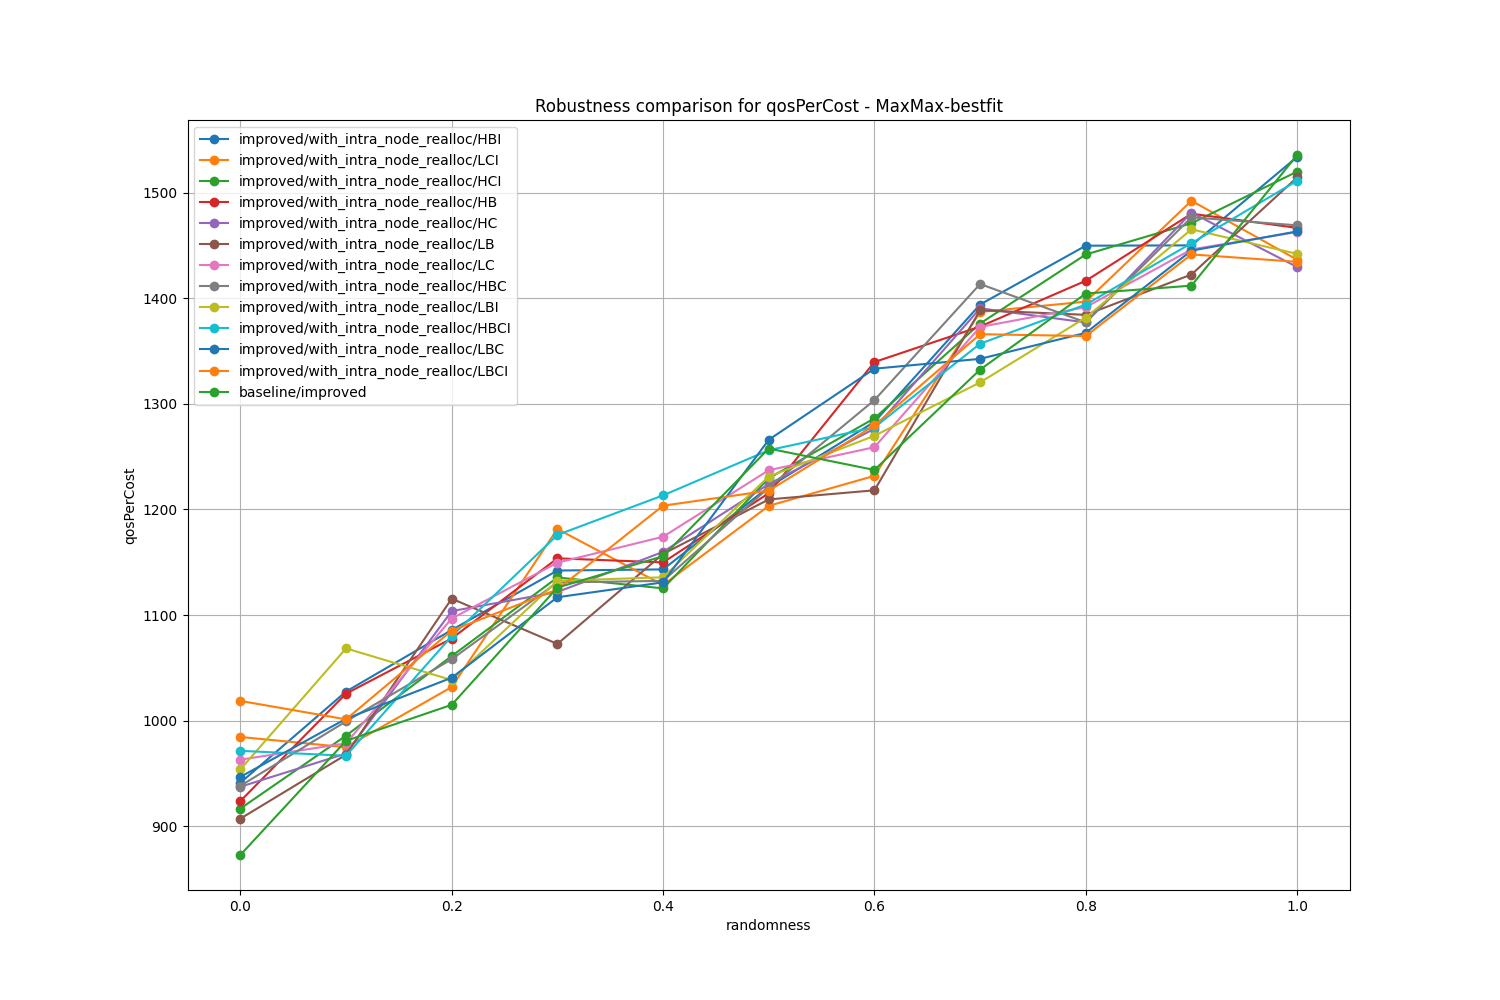 Robustness comparison for qosPerCost - MaxMax-bestfit
improved/with_intra_node_realloc/HBI
improved/with_intra_node_realloc/LCI
improved/with_intra_node_realloc/HCI
improved/with_intra_node_realloc/HB
improved/with_intra_node_realloc/HC
improved/with_intra_node_realloc/LB
improved/with_intra_node_realloc/LC
improved/with_intra_node_realloc/HBC
improved/with_intra_node_realloc/LBI
improved/with_intra_node_realloc/HBCI
improved/with_intra_node_realloc/LBC
improved/with_intra_node_realloc/LBCI
baseline/improved
1500
1400
1300
1200
1100
1000
900
qosPerCost
0.0 0.2 0.4 0.6 0.8 1.0
randomness